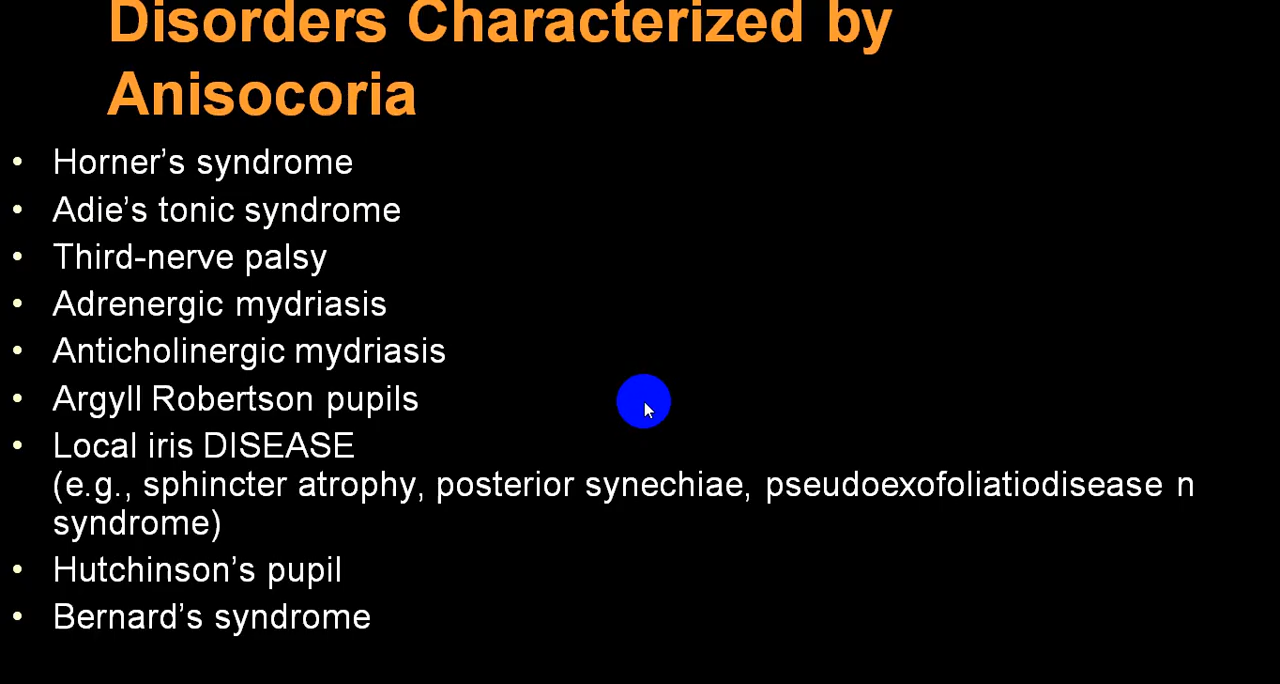 Disorders Characterized by
Anisocoria
• Horner’s syndrome
• Adie’s tonic syndrome
• Third-nerve palsy
• Adrenergic mydriasis
• Anticholinergic mydriasis
• Argyll Robertson pupils
• Local iris DISEASE
(e.g., sphincter atrophy, posterior synechiae, pseudoexofoliatiodisease n
syndrome)
• Hutchinson’s pupil
• Bernard’s syndrome